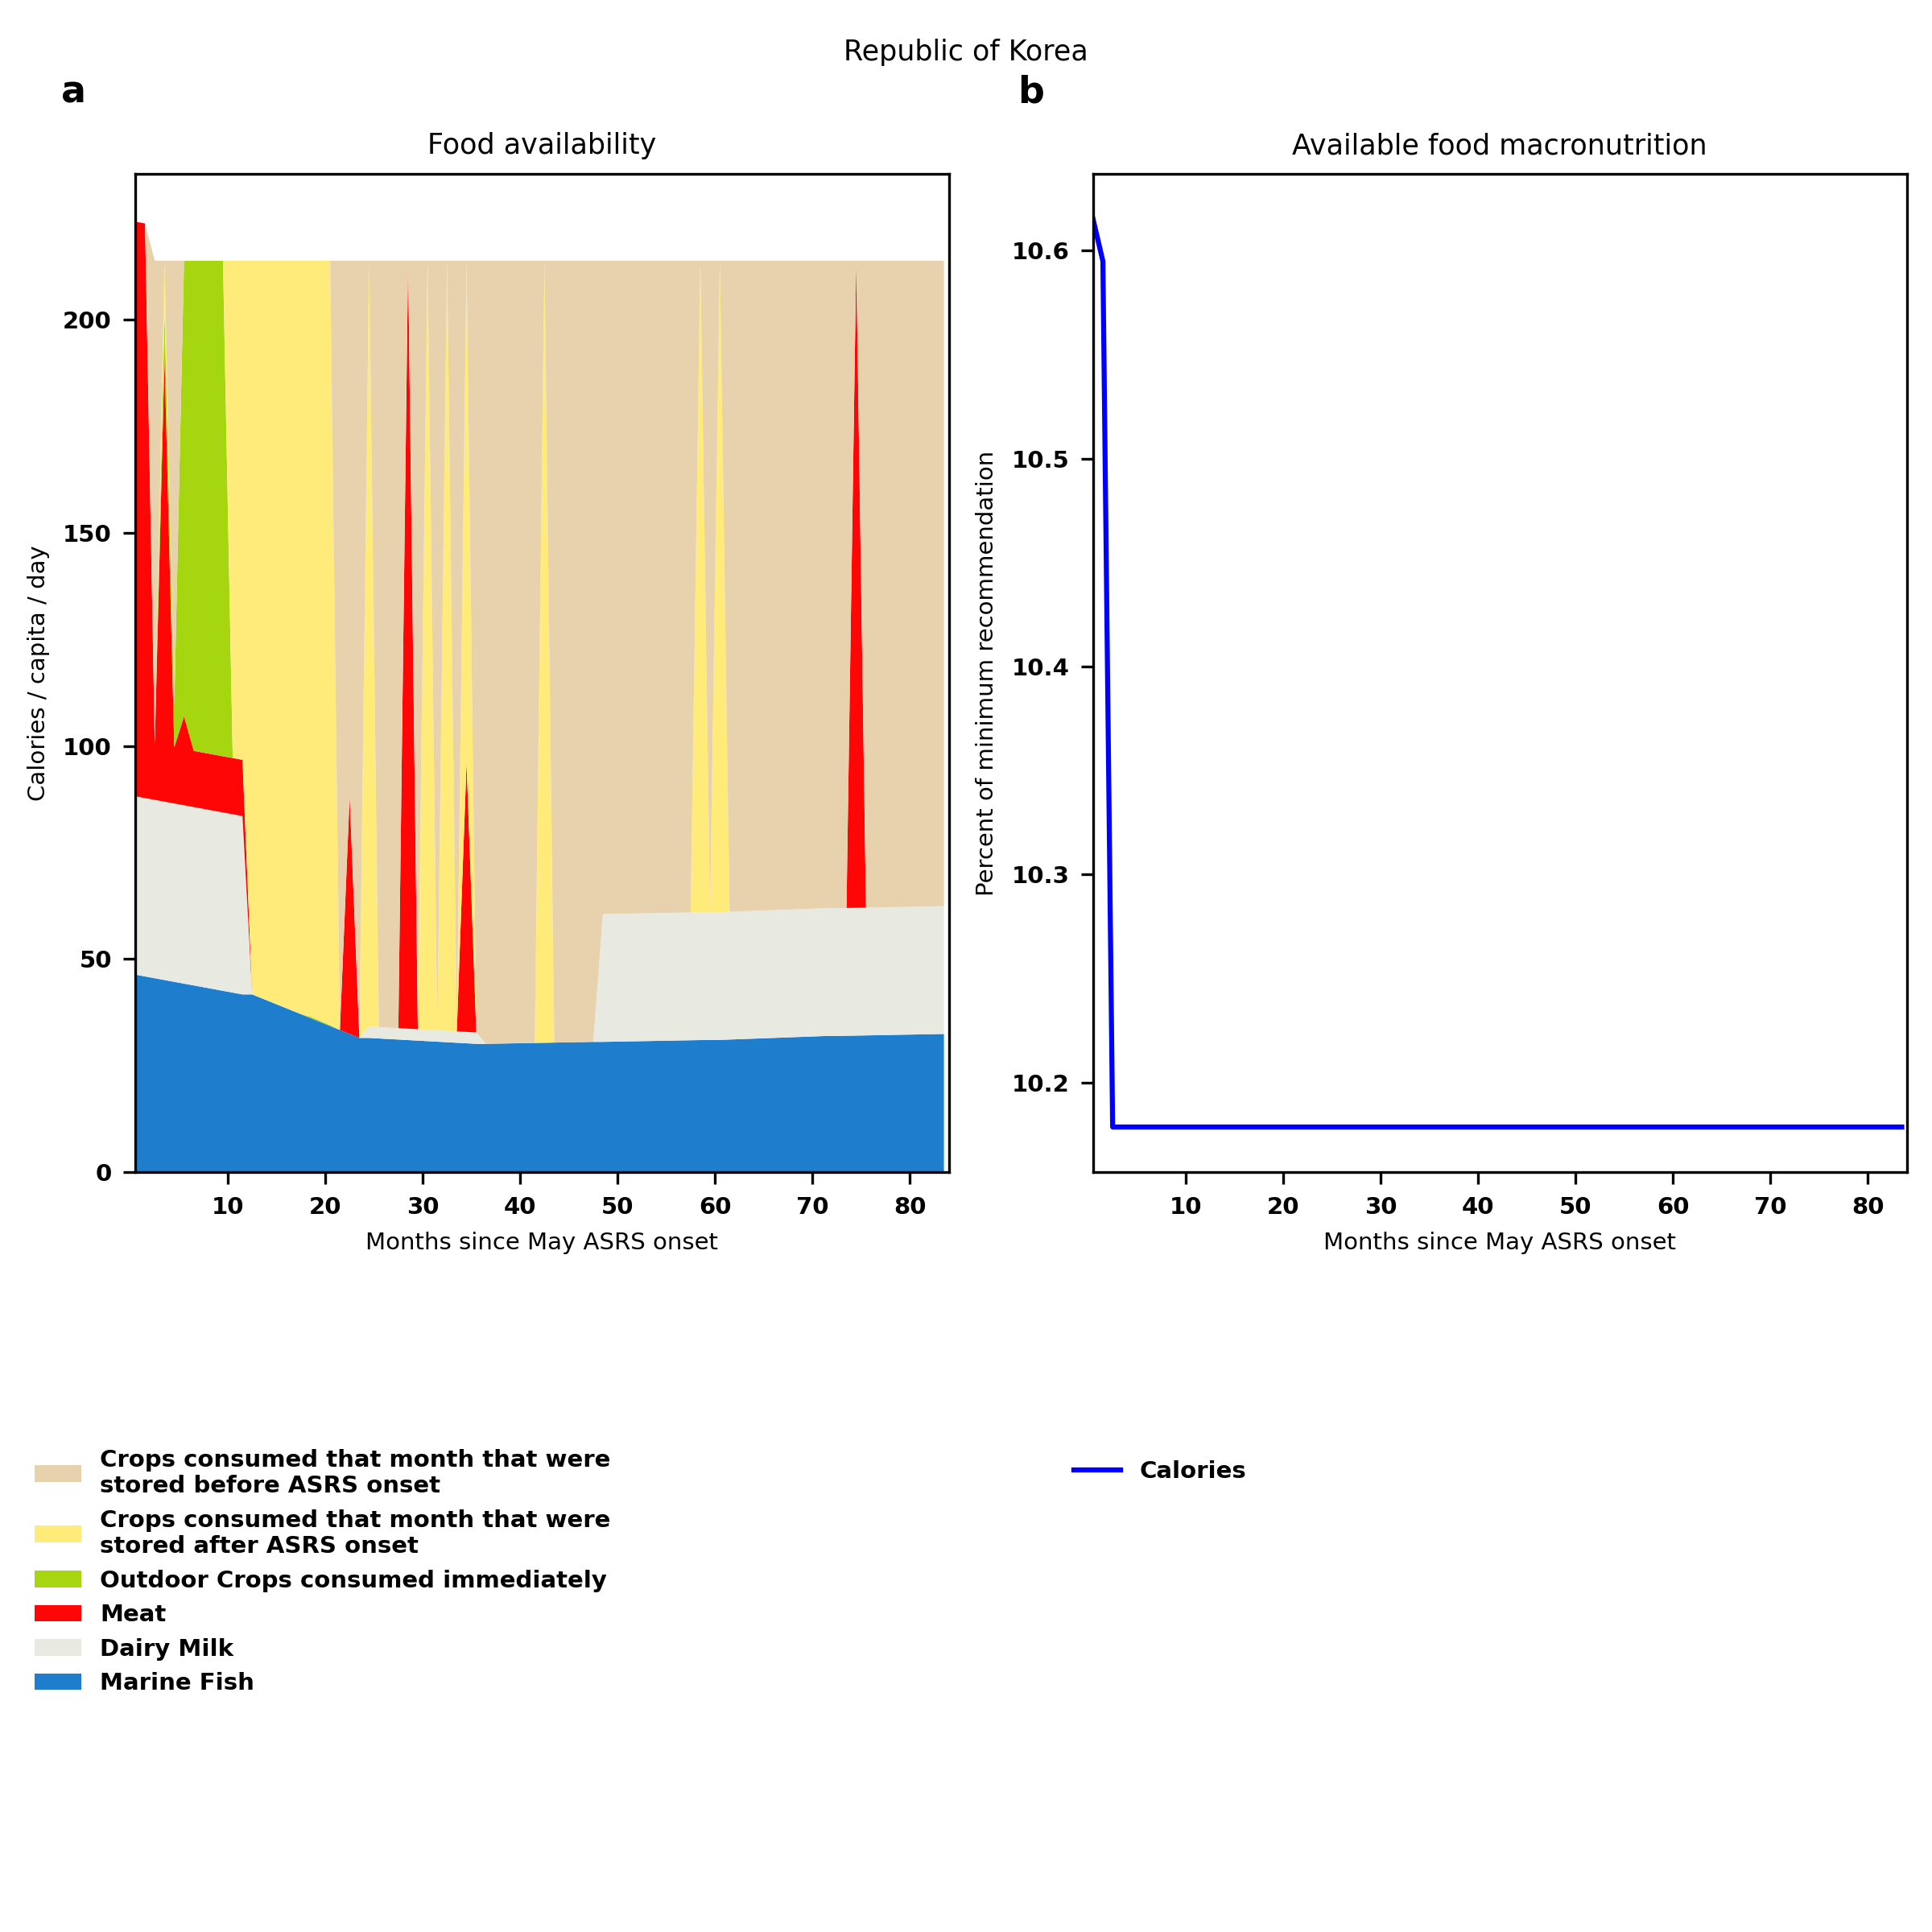 Republic of Korea
a
Food availability
Calories / capita / day
200
150
100
50
0
10 20 30 40 50 60 70 80
Months since May ASRS onset
b
Available food macronutrition
Percent of minimum recommendation
10.6
10.5
10.4
10.3
10.2
10 20 30 40 50 60 70 80
Months since May ASRS onset
Crops consumed that month that were
stored before ASRS onset
Crops consumed that month that were
stored after ASRS onset
Outdoor Crops consumed immediately
Meat
Dairy Milk
Marine Fish
Calories